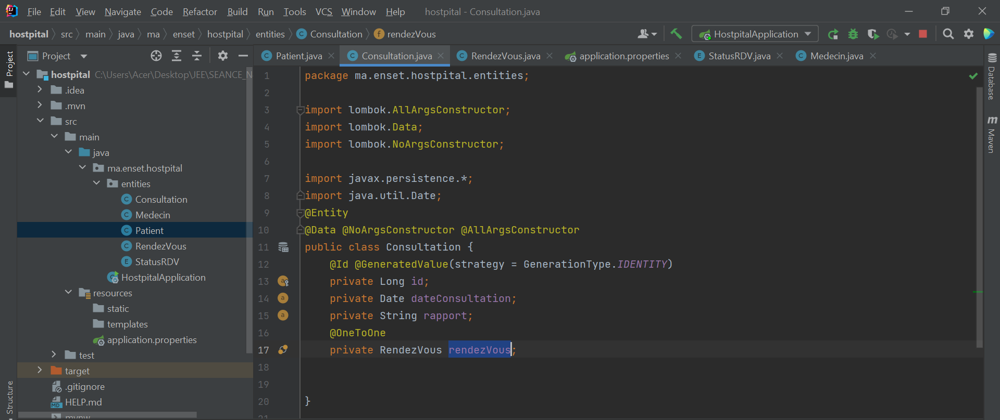 File Edit View Navigate Code Refactor Build Run Tools VCS Window Help hostpital - Consultation.java
hostpital src main java ma enset hostpital entities Consultation rendezVous HostpitalApplication
Project
Project
Patient.java Consultation.java RendezVous.java application.properties StatusRDV.java Medecin.java
hostpital C:\Users\Acer\Desktop\JEE\SEANCE_N
.idea
.mvn
src
main
java
ma.enset.hostpital
entities
Consultation
Medecin
Patient
RendezVous
StatusRDV
HostpitalApplication
resources
static
templates
application.properties
test
target
.gitignore
HELP.md
mvnw
Structure
1 package ma.enset.hostpital.entities;
2
3 import lombok.AllArgsConstructor;
4 import lombok.Data;
5 import lombok.NoArgsConstructor;
6
7 import javax.persistence.*;
8 import java.util.Date;
9 @Entity
10 @Data @NoArgsConstructor @AllArgsConstructor
11 public class Consultation {
12 @Id @GeneratedValue(strategy = GenerationType.IDENTITY)
13 private Long id;
14 private Date dateConsultation;
15 private String rapport;
16 @OneToOne
17 private RendezVous rendezVous;
18
19
20 }
21
Database
Maven